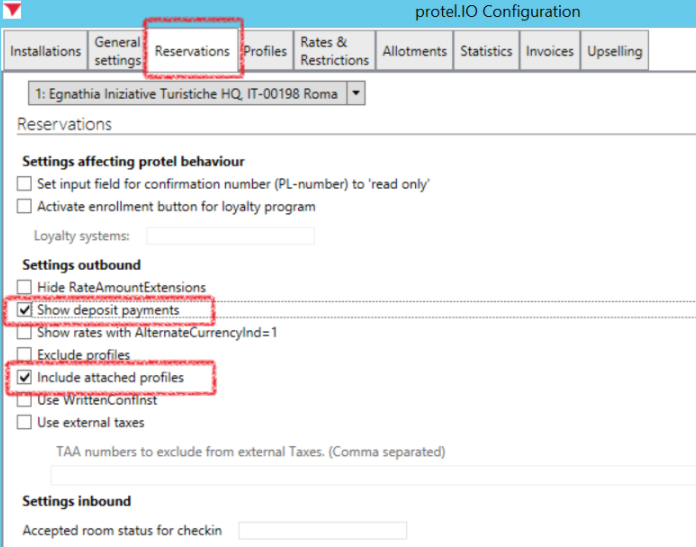 protel.IO Configuration
Installations
General settings
Reservations
Profiles
Rates & Restrictions
Allotments
Statistics
Invoices
Upselling
1: Egnathia Iniziative Turistiche HQ, IT-00198 Roma
Reservations
Settings affecting protel behaviour
Set input field for confirmation number (PL-number) to 'read only'
Activate enrollment button for loyalty program
Loyalty systems:
Settings outbound
Hide RateAmountExtensions
Show deposit payments
Show rates with AlternateCurrencyInd=1
Exclude profiles
Include attached profiles
Use WrittenConfInst
Use external taxes
TAA numbers to exclude from external Taxes. (Comma separated)
Settings inbound
Accepted room status for checkin